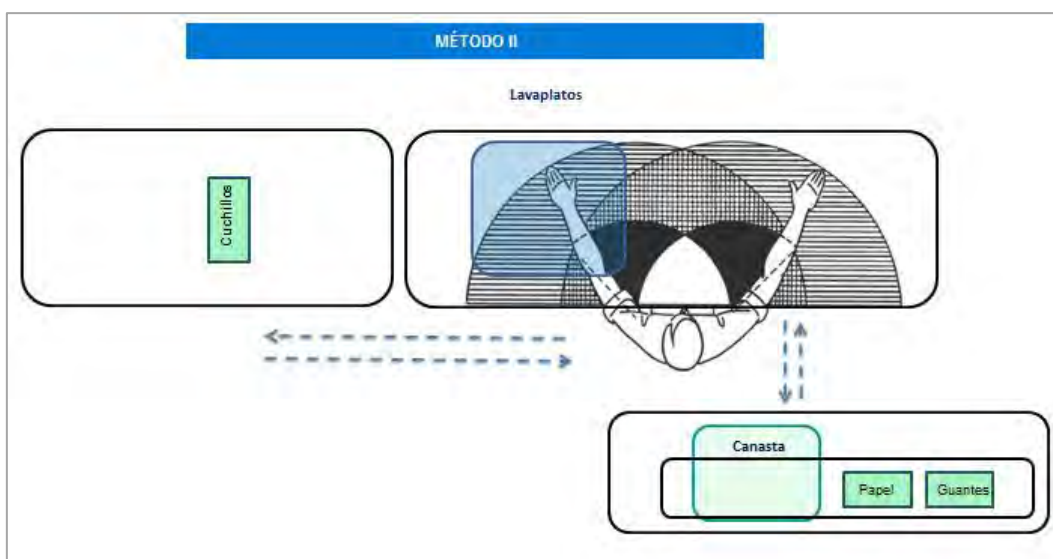 MÉTODO II
Lavaplatos
Cuchillos
Canasta
Papel
Guantes